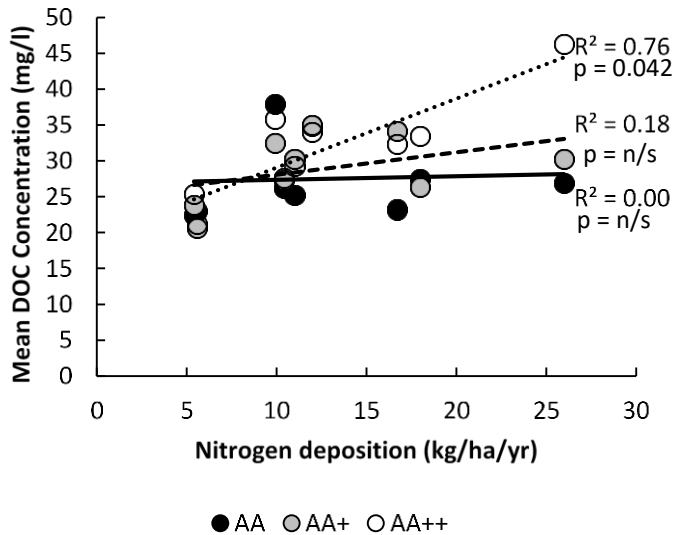 Mean DOC Concentration (mg/l)
50
45
40
35
30
25
20
15
10
5
0
R² = 0.76
p = 0.042
R² = 0.18
p = n/s
R² = 0.00
p = n/s
0 5 10 15 20 25 30
Nitrogen deposition (kg/ha/yr)
AA AA+ AA++